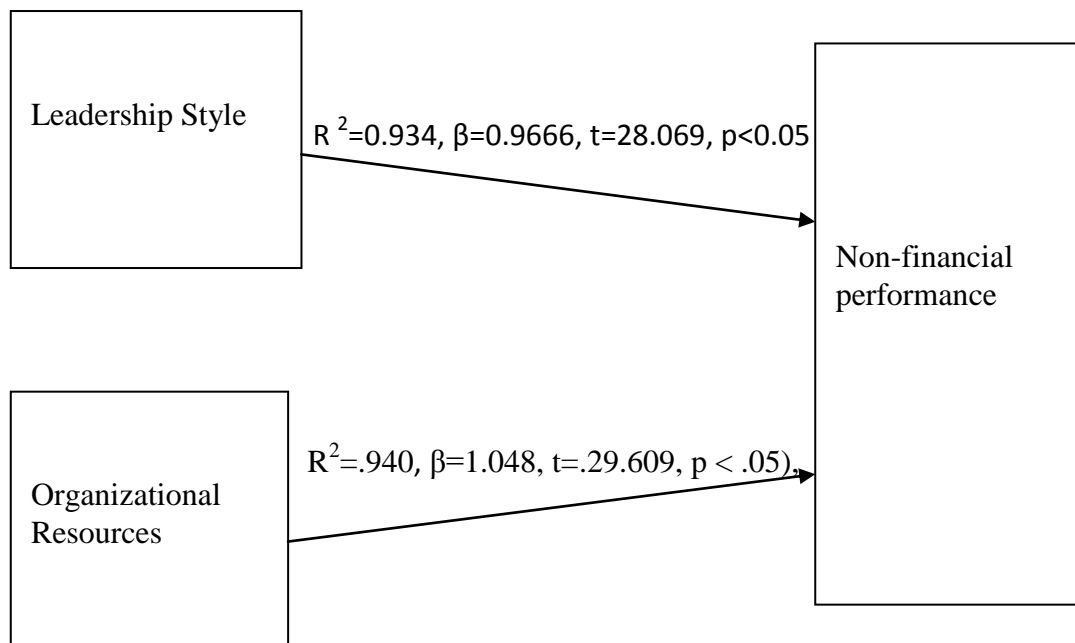 Leadership Style
R ²=0.934, β=0.9666, t=28.069, p<0.05
Non-financial
performance
R²=.940, β=1.048, t=.29.609, p < .05),
Organizational
Resources